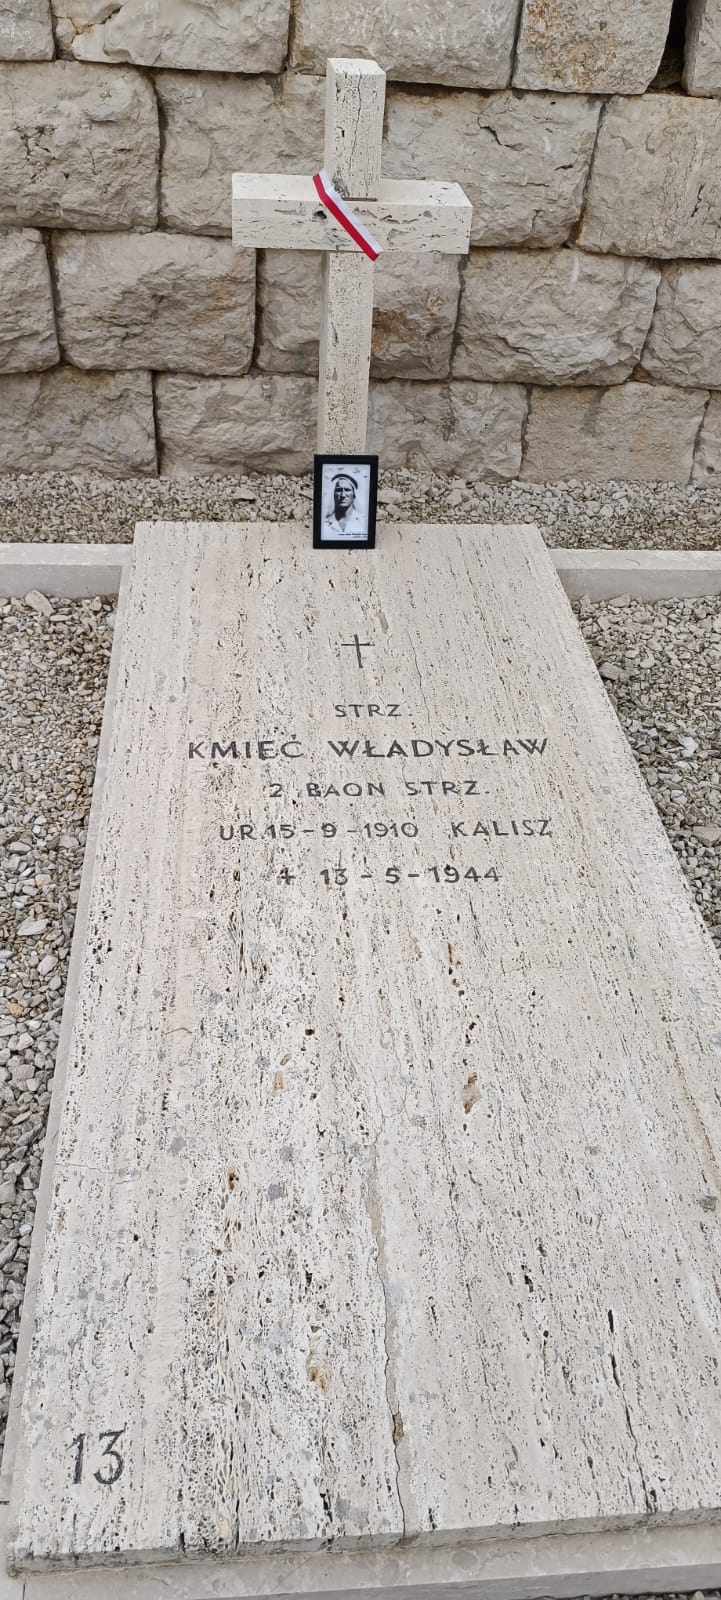 STRZ.
KMIEĆ WŁADYSŁAW
2 BAON STRZ.
UR. 15-9-1910 KALISZ
+ 13-5-1944
13